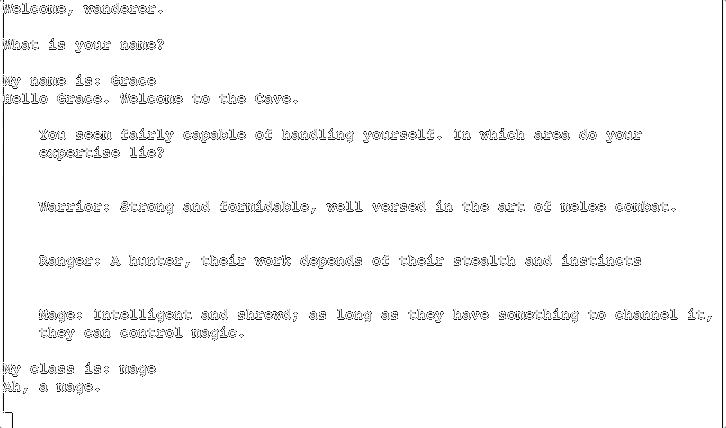 Welcome, wanderer.
What is your name?
My name is: Grace
Hello Grace. Welcome to the Cave.
You seem fairly capable of handling yourself. In which area do your
expertise lie?
Warrior: Strong and formidable, well versed in the art of melee combat.
Ranger: A hunter, their work depends of their stealth and instincts
Mage: Intelligent and shrewd; as long as they have something to channel it,
they can control magic.
My class is: mage
Ah, a mage.